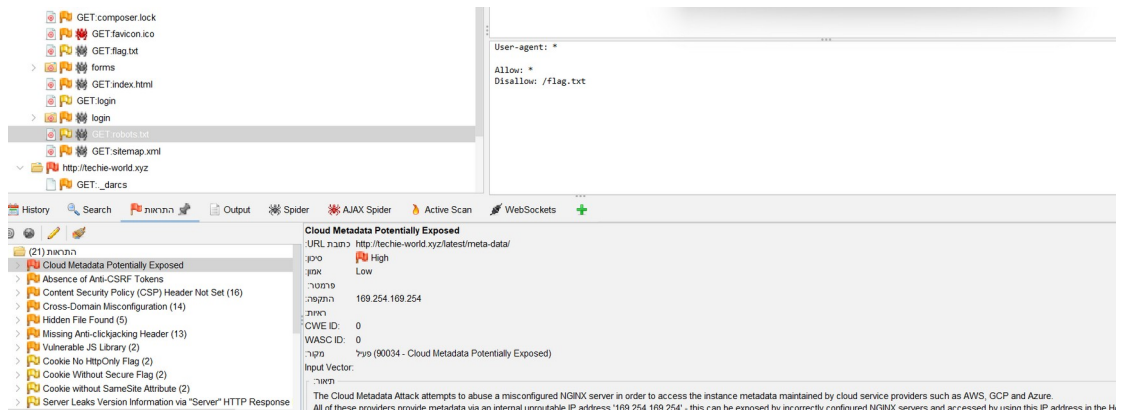 GET:composer.lock
GET:favicon.ico
GET:flag.txt
forms
GET:index.html
GET:login
login
GET:robots.txt
GET:sitemap.xml
http://techie-world.xyz
GET:._darcs
User-agent: *
Allow: *
Disallow: /flag.txt
History Search התראות Output Spider AJAX Spider Active Scan WebSockets
התראות (21)
Cloud Metadata Potentially Exposed
Absence of Anti-CSRF Tokens
Content Security Policy (CSP) Header Not Set (16)
Cross-Domain Misconfiguration (14)
Hidden File Found (5)
Missing Anti-clickjacking Header (13)
Vulnerable JS Library (2)
Cookie No HttpOnly Flag (2)
Cookie Without Secure Flag (2)
Cookie without SameSite Attribute (2)
Server Leaks Version Information via "Server" HTTP Response
Cloud Metadata Potentially Exposed
כתובת URL: http://techie-world.xyz/latest/meta-data/
סיכון: High
אמון: Low
פרמטר:
התקפה: 169.254.169.254
ראיות:
CWE ID: 0
WASC ID: 0
מקור: פעיל (90034 - Cloud Metadata Potentially Exposed)
Input Vector:
תיאור:
The Cloud Metadata Attack attempts to abuse a misconfigured NGINX server in order to access the instance metadata maintained by cloud service providers such as AWS, GCP and Azure.
All of these providers provide metadata via an internal unroutable IP address '169.254.169.254' - this can be exposed by incorrectly configured NGINX servers and accessed by using this IP address in the